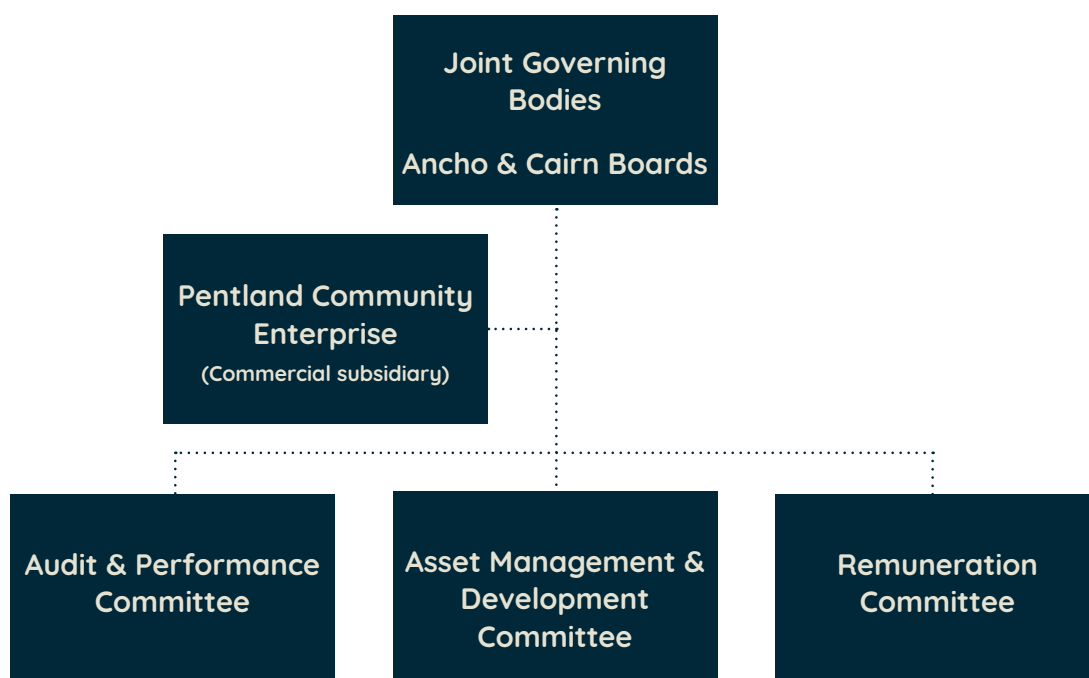 Joint Governing
Bodies
Ancho & Cairn Boards
Pentland Community
Enterprise
(Commercial subsidiary)
Audit & Performance
Committee
Asset Management &
Development
Committee
Remuneration
Committee